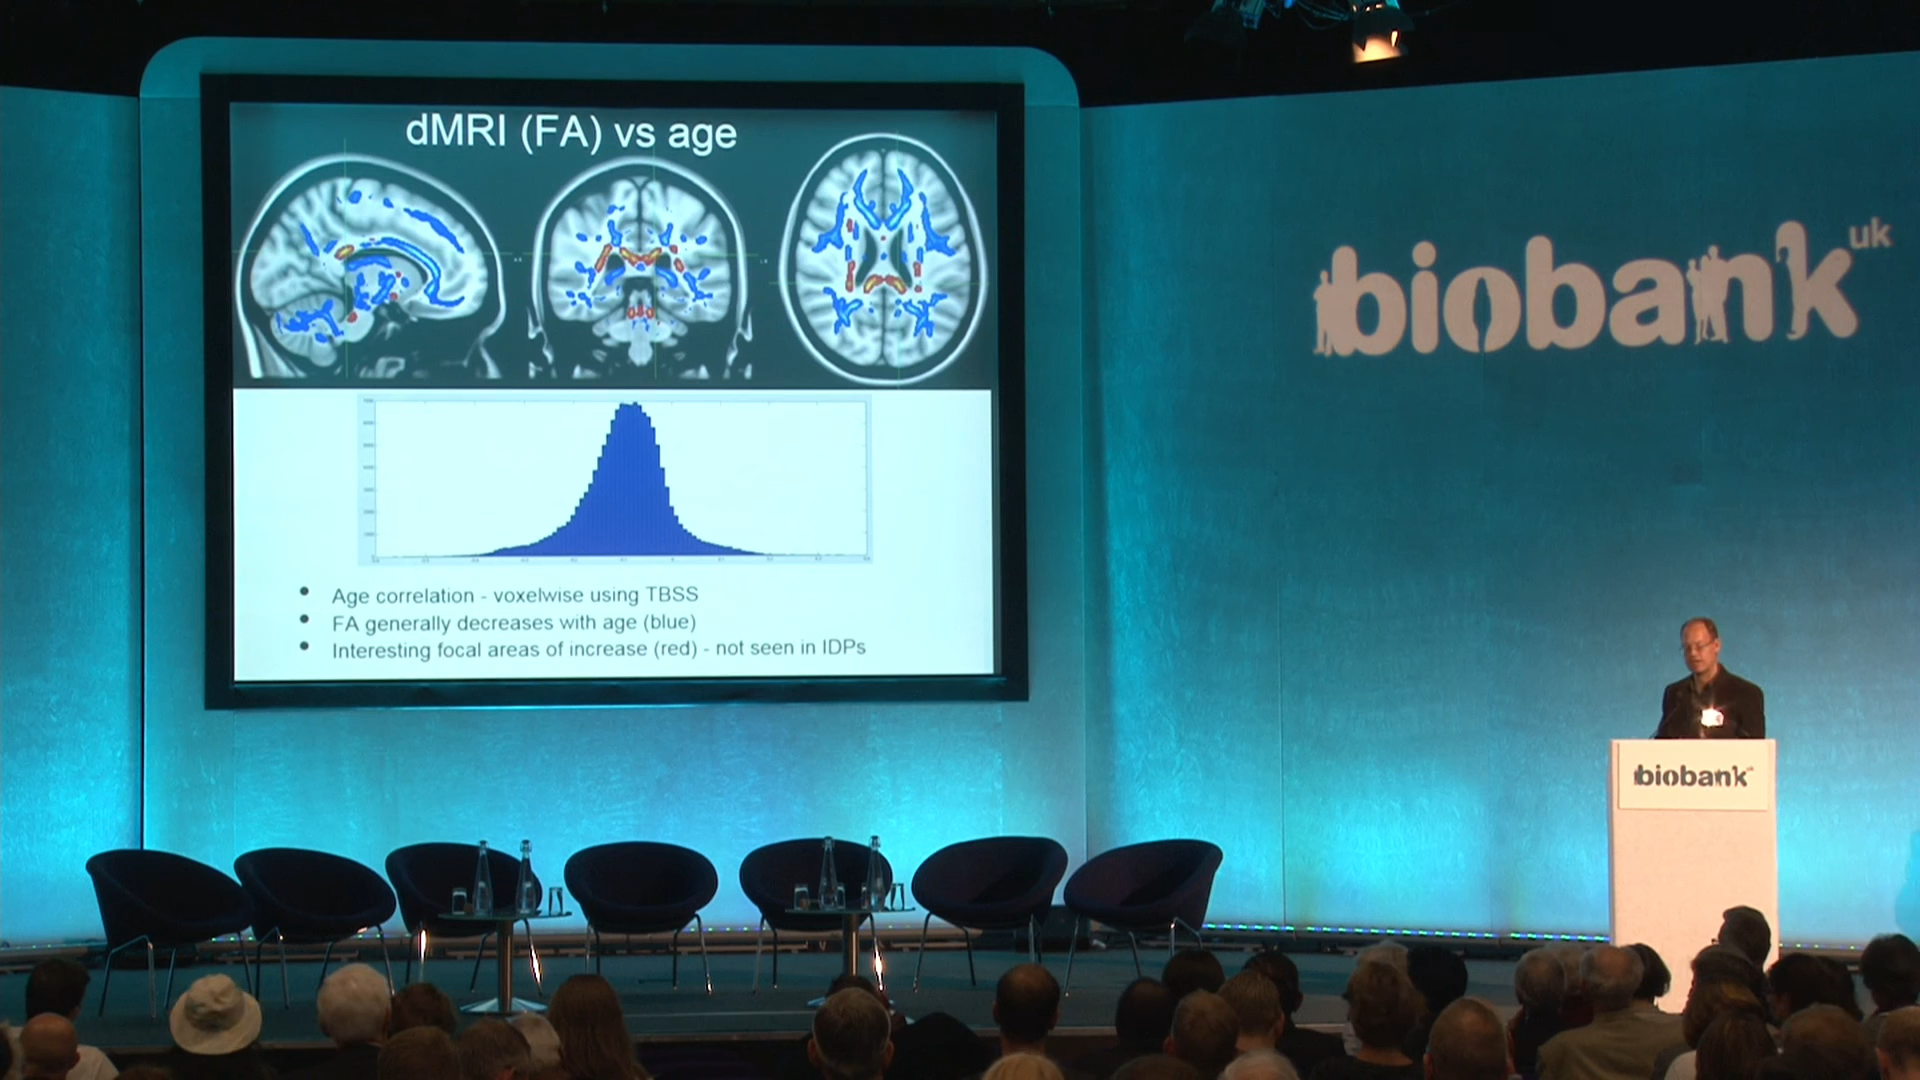 dMRI (FA) vs age
biobank uk
• Age correlation - voxelwise using TBSS
• FA generally decreases with age (blue)
• Interesting focal areas of increase (red) - not seen in IDPs
biobank uk